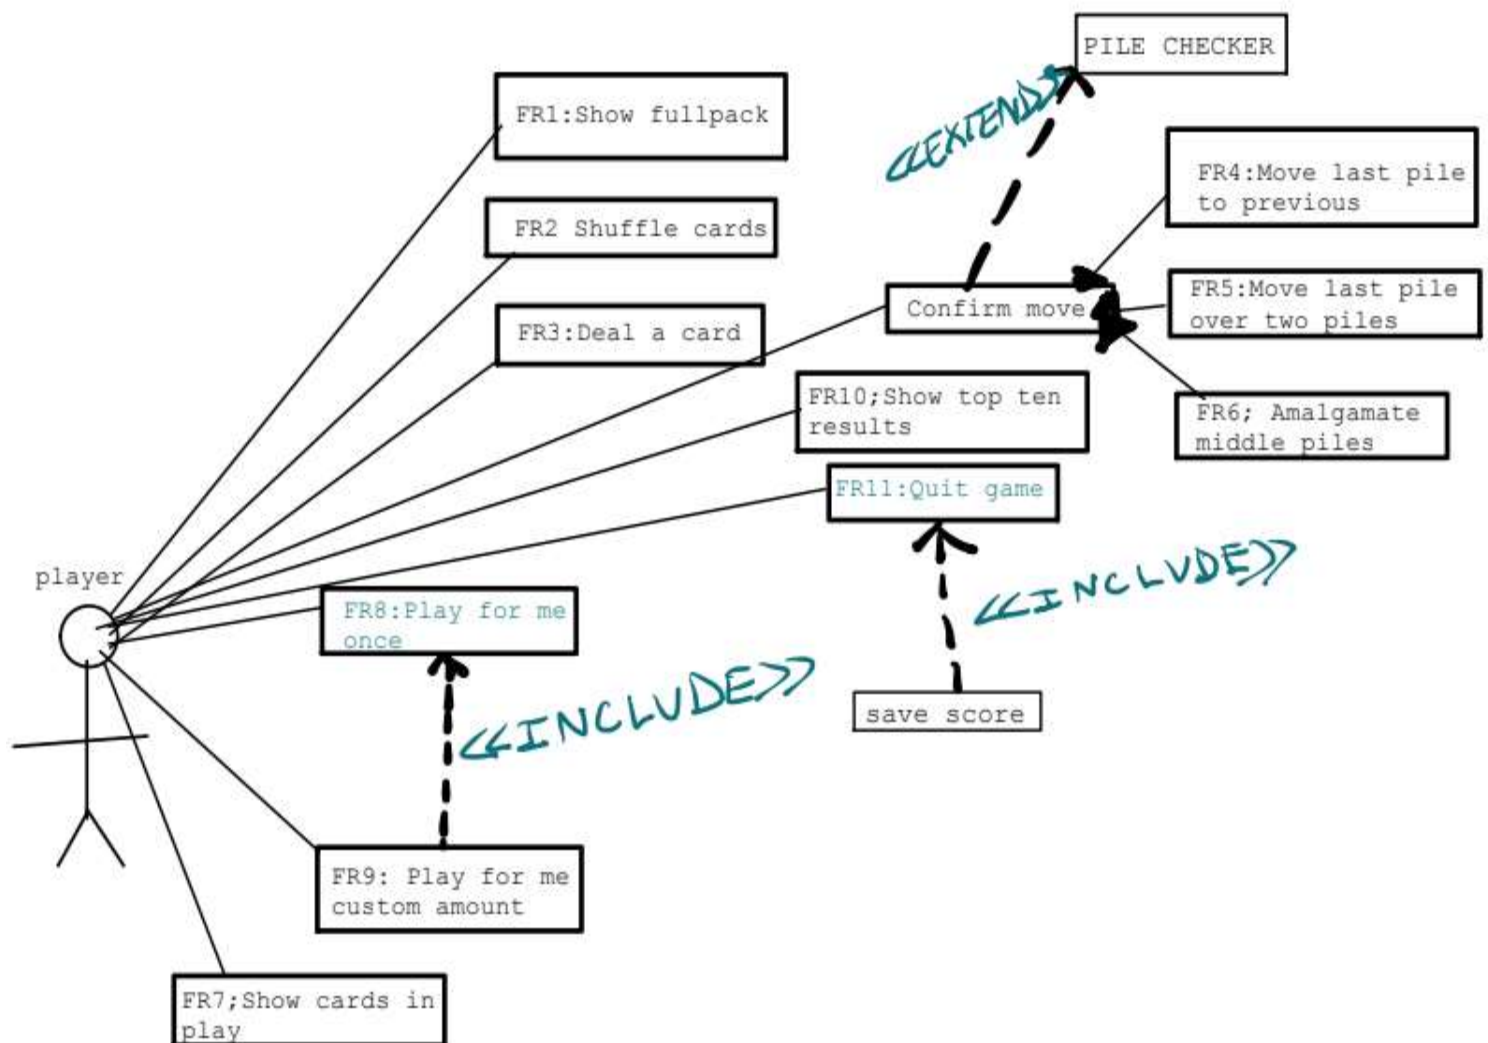 PILE CHECKER
<<EXTENDS>>
FR1:Show fullpack
FR4:Move last pile
to previous
FR2 Shuffle cards
FR3:Deal a card
Confirm move
FR5:Move last pile
over two piles
FR10;Show top ten
results
FR6; Amalgamate
middle piles
FR11:Quit game
<<INCLUDE>>
player
FR8:Play for me
once
<<INCLUDE>>
save score
FR9: Play for me
custom amount
FR7;Show cards in
play